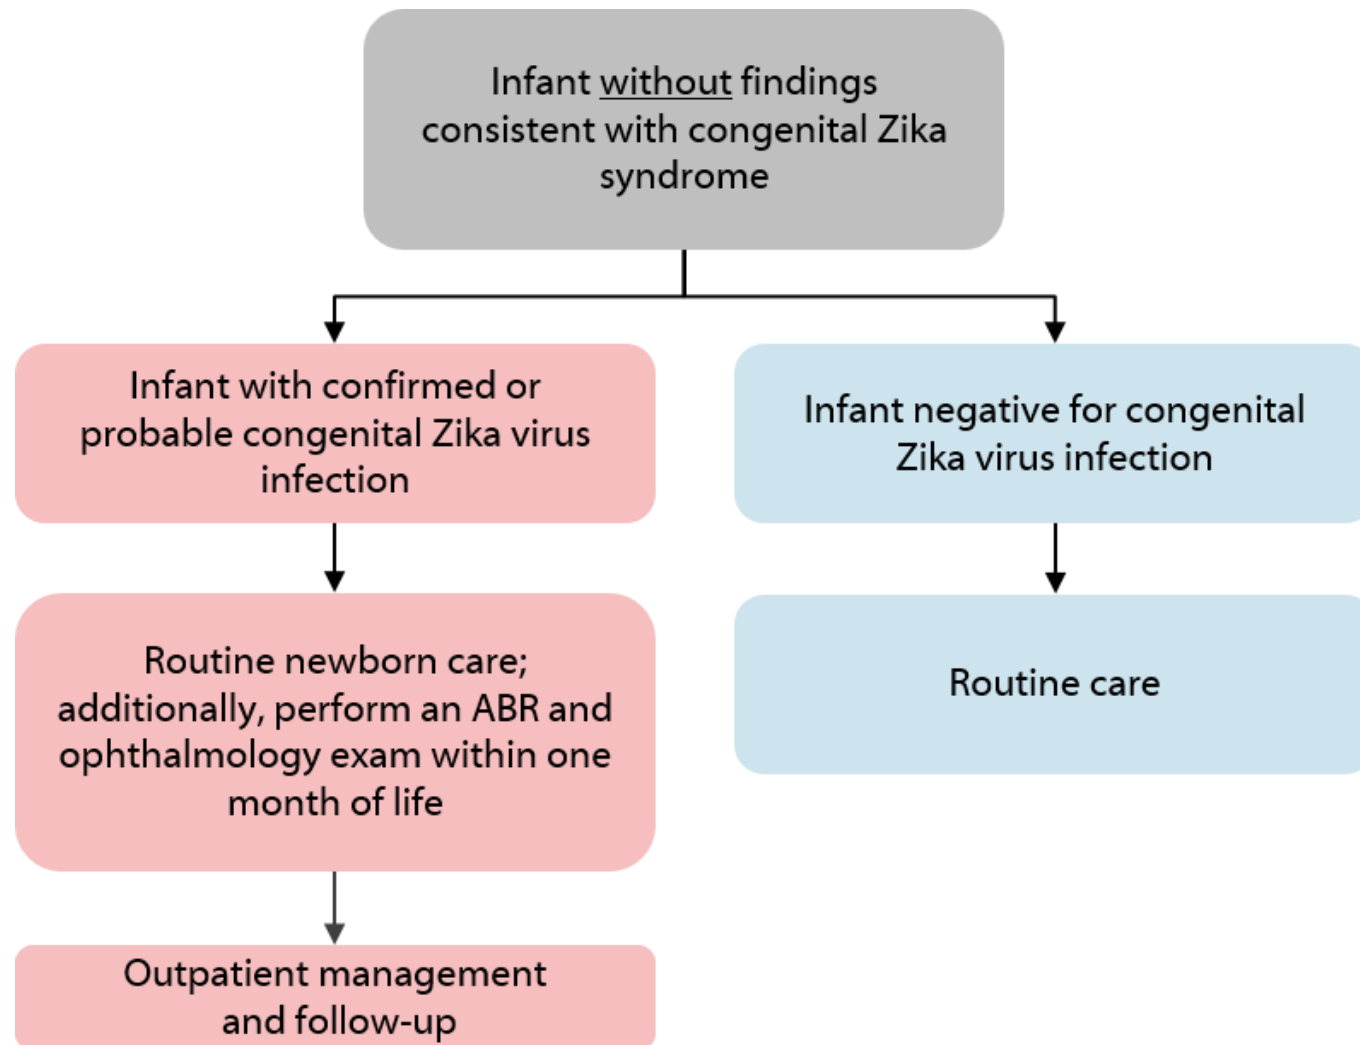 Infant without findings
consistent with congenital Zika
syndrome
Infant with confirmed or
probable congenital Zika virus
infection
Infant negative for congenital
Zika virus infection
Routine newborn care;
additionally, perform an ABR and
ophthalmology exam within one
month of life
Routine care
Outpatient management
and follow-up